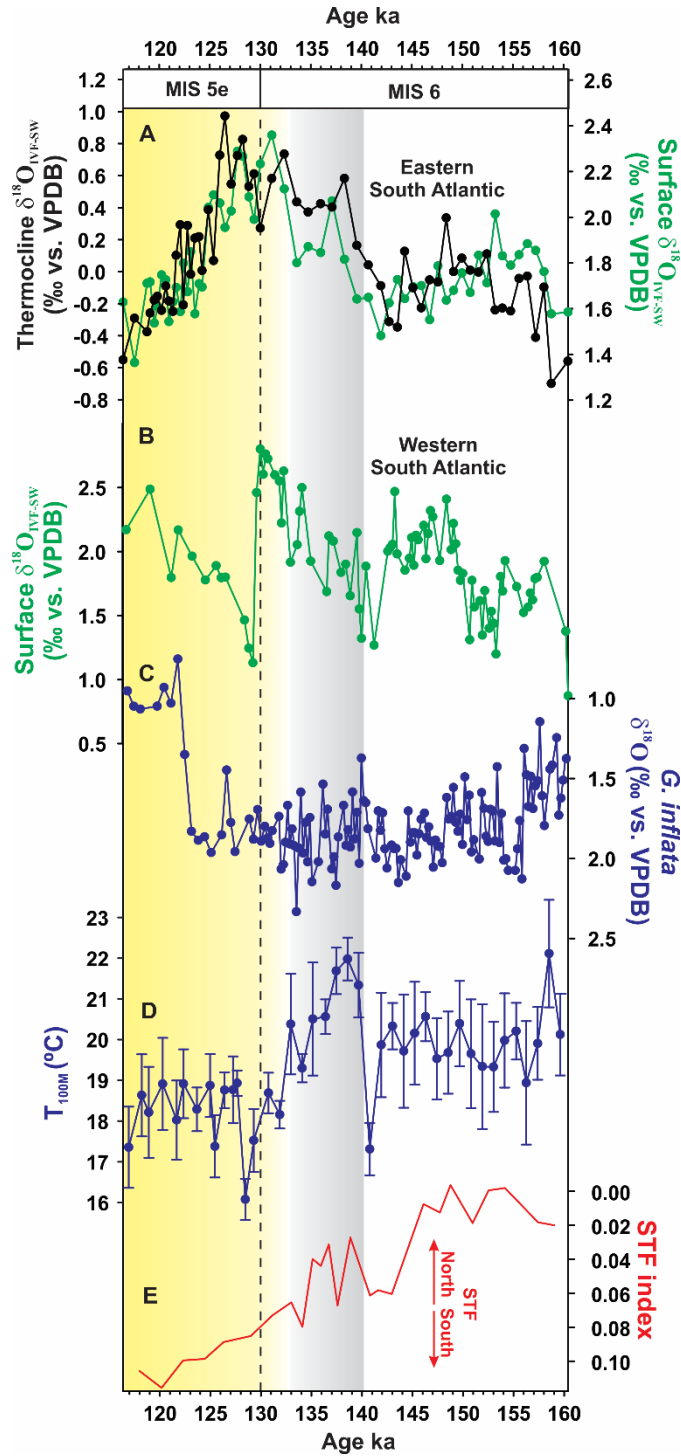 Age ka
120 125 130 135 140 145 150 155 160
MIS 5e
MIS 6
1.2
1.0
0.8
0.6
0.4
0.2
0.0
-0.2
-0.4
-0.6
-0.8
Thermocline δ¹⁸O IVF-SW
(‰ vs. VPDB)
A
Eastern
South Atlantic
2.6
2.4
2.2
2.0
1.8
1.6
1.4
1.2
Surface δ¹⁸O IVF-SW
(‰ vs. VPDB)
B
Western
South Atlantic
2.5
2.0
1.5
1.0
0.5
Surface δ¹⁸O IVF-SW
(‰ vs. VPDB)
C
1.0
1.5
2.0
2.5
G. inflata
δ¹⁸O (‰ vs. VPDB)
23
22
21
20
19
18
17
16
T100M (ºC)
D
0.00
0.02
0.04
0.06
0.08
0.10
STF index
E
STF
North South
120 125 130 135 140 145 150 155 160
Age ka